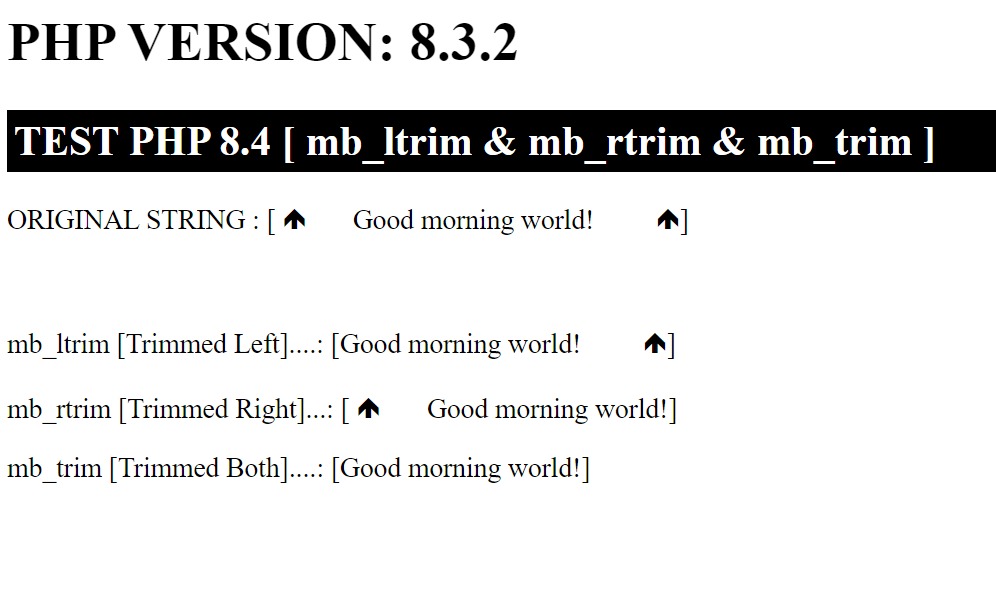 PHP VERSION: 8.3.2
TEST PHP 8.4 [ mb_ltrim & mb_rtrim & mb_trim ]
ORIGINAL STRING : [ 🡹 Good morning world! 🡹]
mb_ltrim [Trimmed Left]....: [Good morning world! 🡹]
mb_rtrim [Trimmed Right]...: [ 🡹 Good morning world!]
mb_trim [Trimmed Both]....: [Good morning world!]